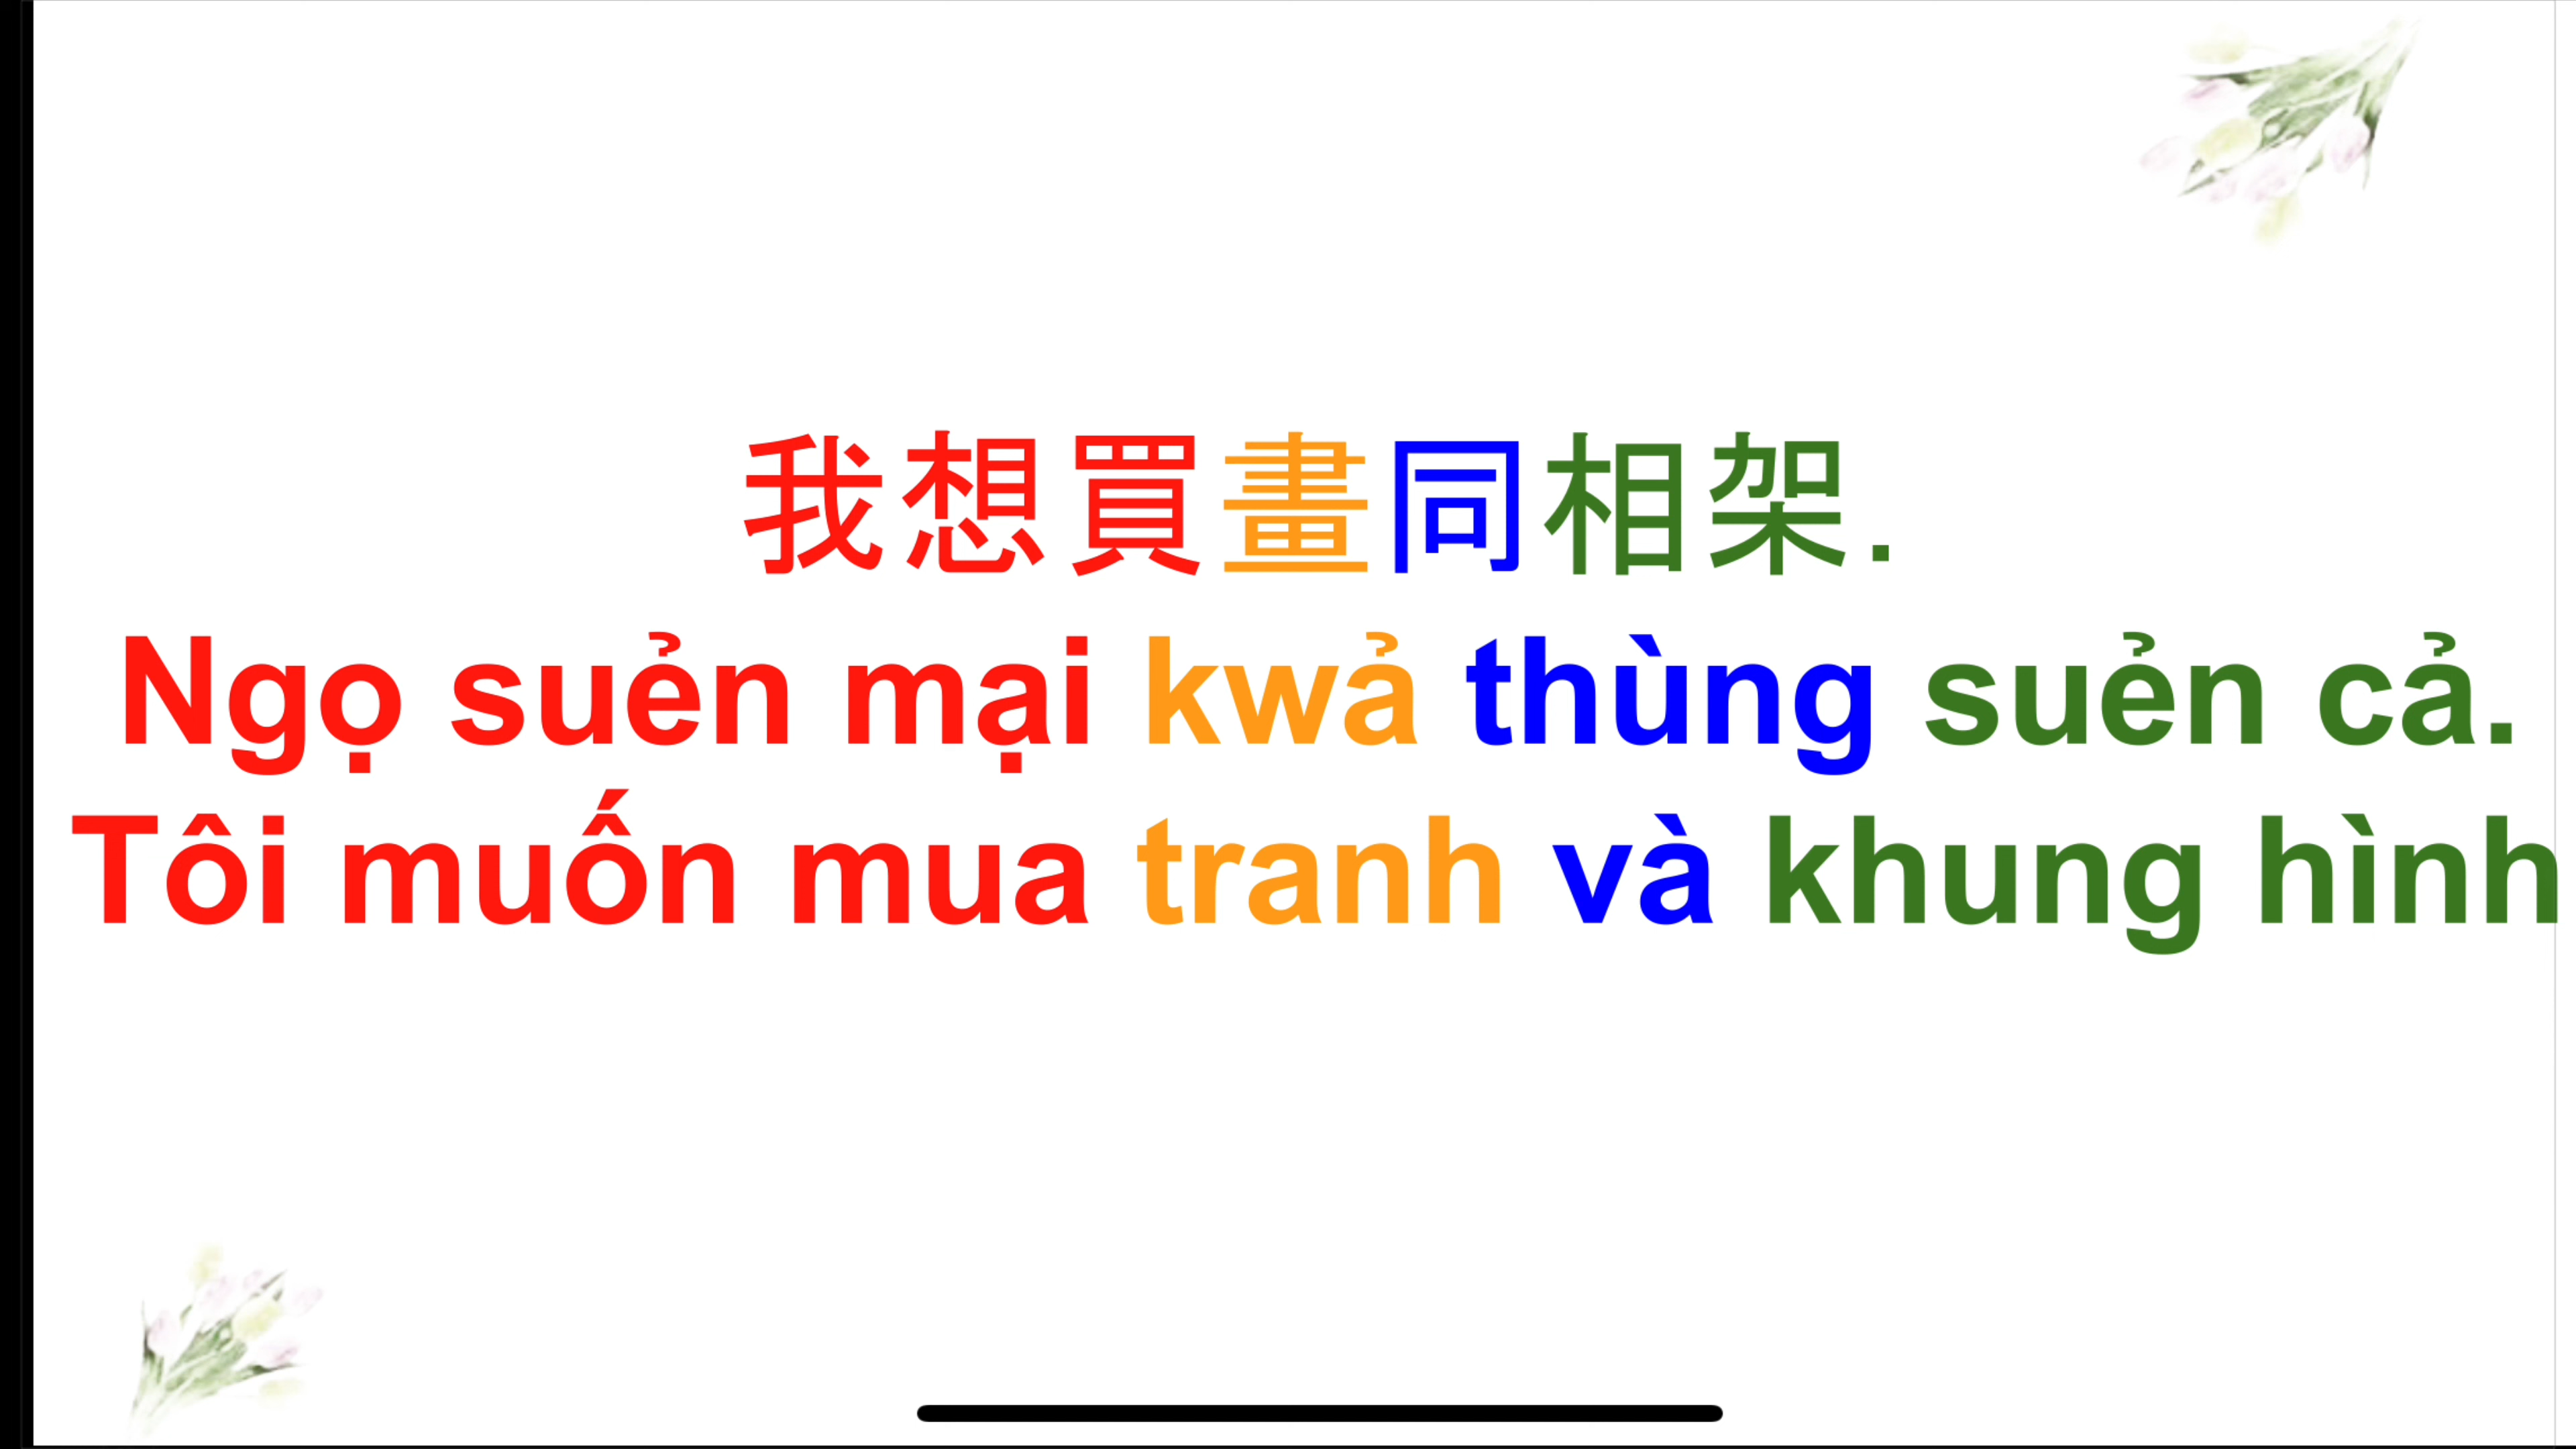 我想買畫同相架.
Ngọ suẻn mại kwả thùng suẻn cả.
Tôi muốn mua tranh và khung hình